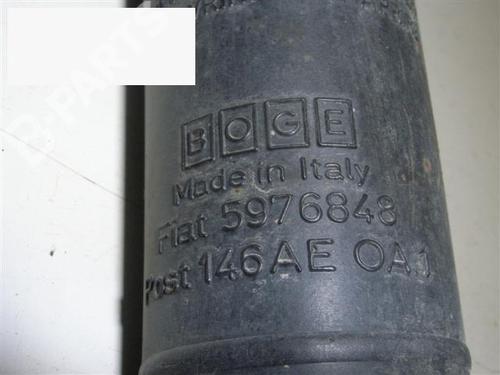 BOGE
Made in Italy
Fiat 5976848
Post 146AE OA1